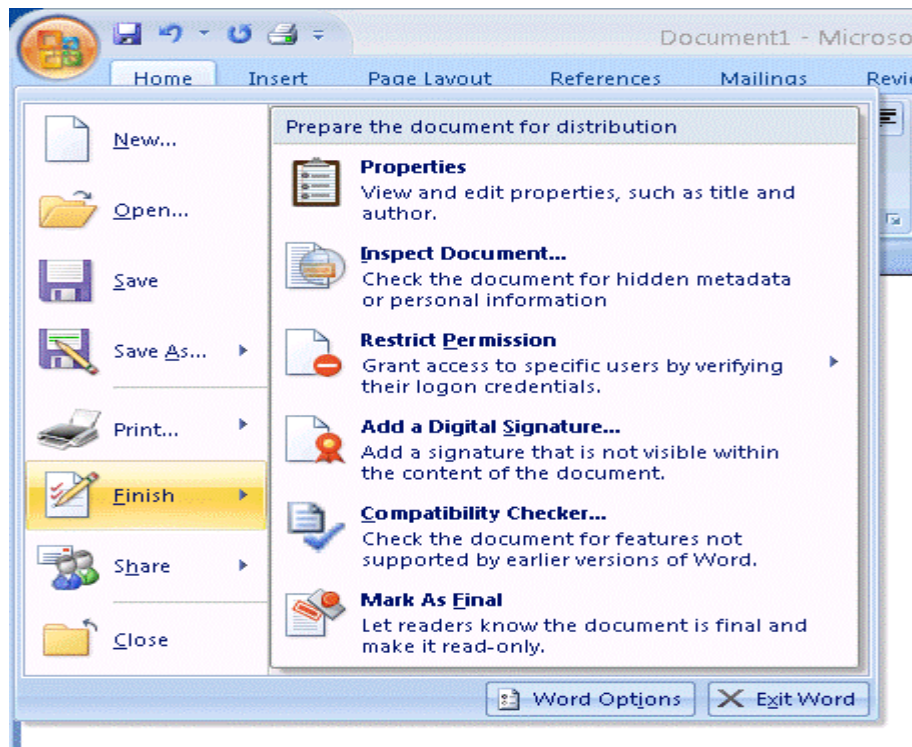 Document1 - Microso
Home Insert Page Layout References Mailings Revie
New...
Open...
Save
Save As...
Print...
Finish
Share
Close
Prepare the document for distribution
Properties
View and edit properties, such as title and
author.
Inspect Document...
Check the document for hidden metadata
or personal information
Restrict Permission
Grant access to specific users by verifying
their logon credentials.
Add a Digital Signature...
Add a signature that is not visible within
the content of the document.
Compatibility Checker...
Check the document for features not
supported by earlier versions of Word.
Mark As Final
Let readers know the document is final and
make it read-only.
Word Options
Exit Word